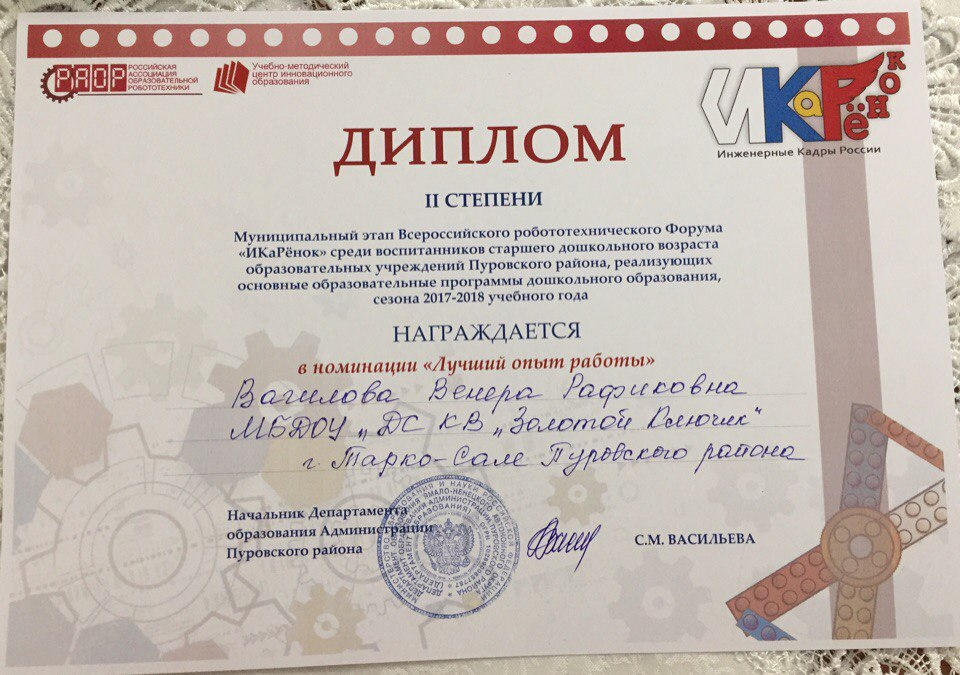 РАОР
РОССИЙСКАЯ
АССОЦИАЦИЯ
ОБРАЗОВАТЕЛЬНОЙ
РОБОТОТЕХНИКИ
Учебно-методический
центр инновационного
образования
ИКаРёнок
Инженерные Кадры России
ДИПЛОМ
II СТЕПЕНИ
Муниципальный этап Всероссийского робототехнического Форума
«ИКаРёнок» среди воспитанников старшего дошкольного возраста
образовательных учреждений Пуровского района, реализующих
основные образовательные программы дошкольного образования,
сезона 2017-2018 учебного года
НАГРАЖДАЕТСЯ
в номинации «Лучший опыт работы»
Вагилова Венера Рафиковна
МБДОУ „ДС КВ „Золотой Ключик"
г. Тарко-Сале Пуровского района
Начальник Департамента
образования Администрации
Пуровского района
С.М. ВАСИЛЬЕВА